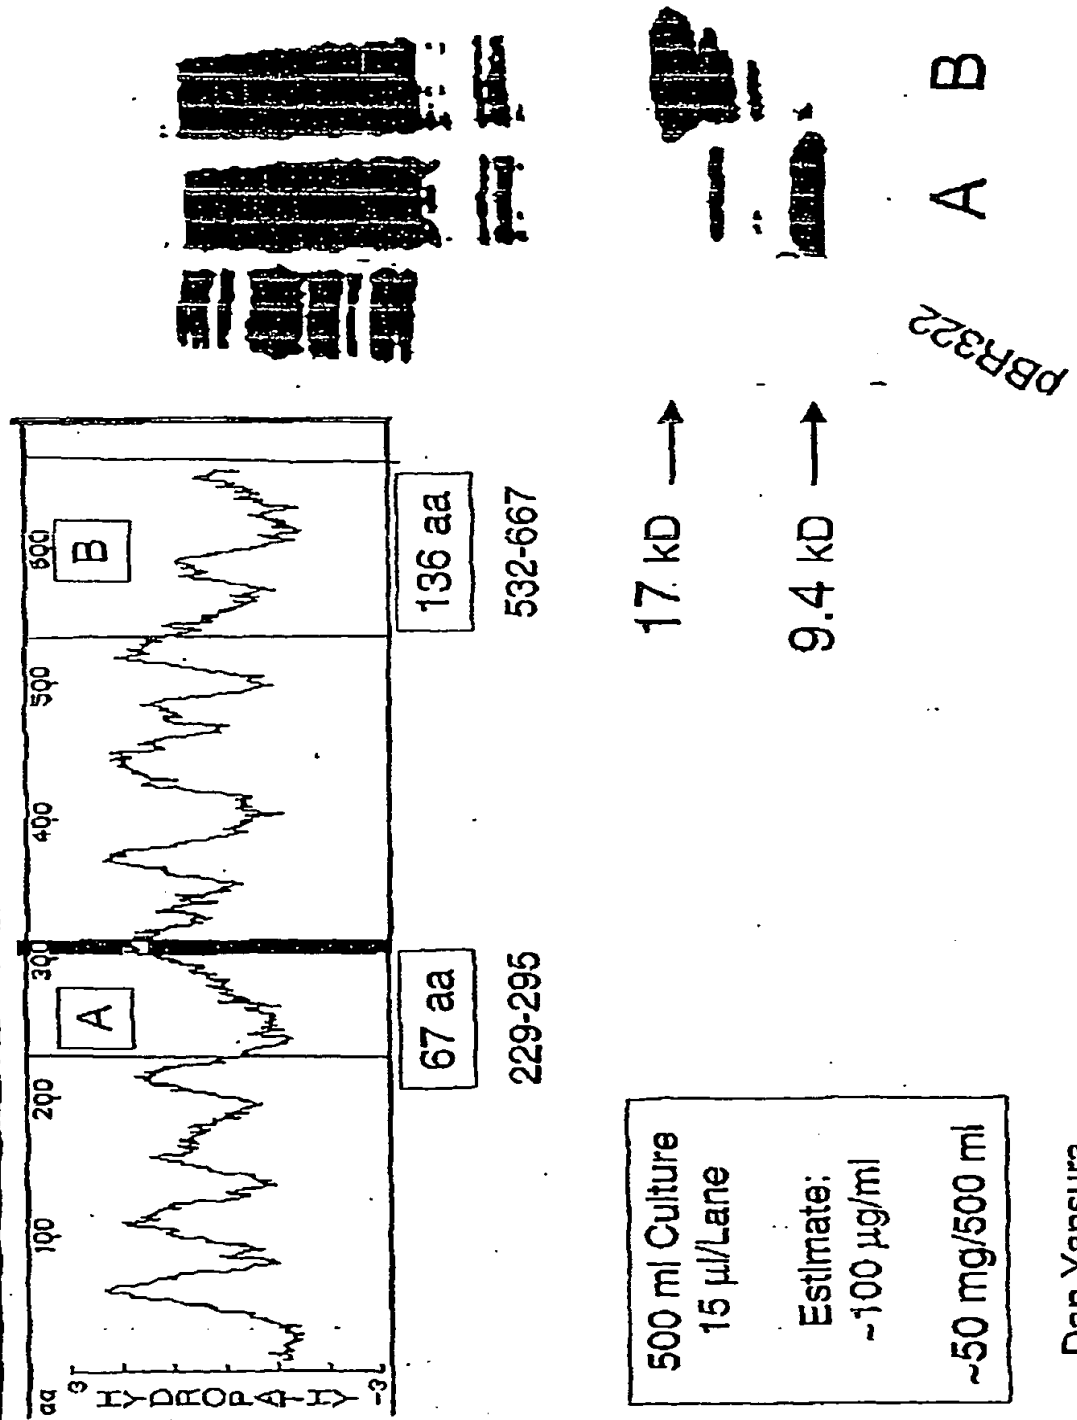 aa
100
200
300
400
500
600
3
HYDROPATHY
-3
A
B
67 aa
136 aa
229-295
532-667
17 kD
9.4 kD
pBR322
A
B
500 ml Culture
15 µl/Lane
Estimate:
~100 µg/ml
~50 mg/500 ml